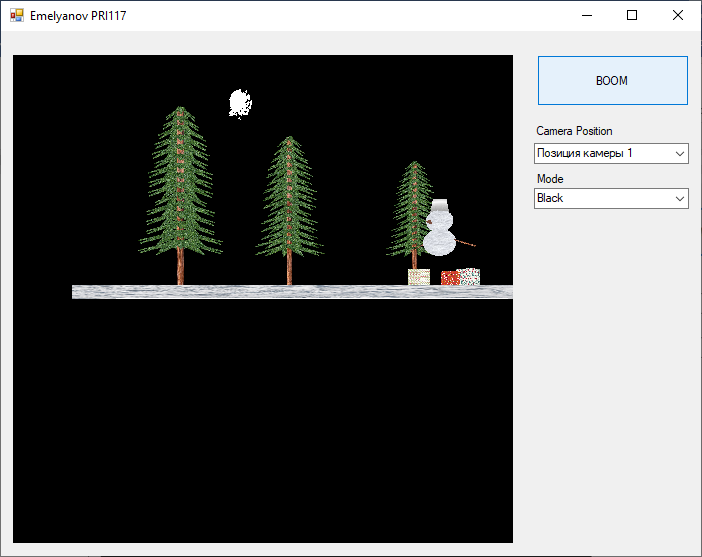 Emelyanov PRI117
BOOM
Camera Position
Позиция камеры 1
Mode
Black